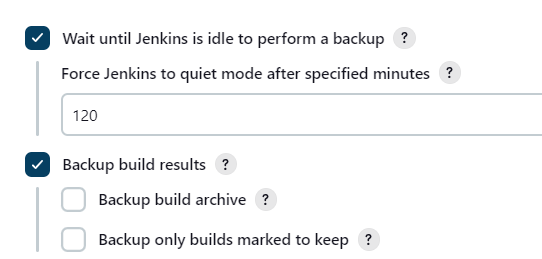 Wait until Jenkins is idle to perform a backup ?
Force Jenkins to quiet mode after specified minutes ?
120
Backup build results ?
Backup build archive ?
Backup only builds marked to keep ?